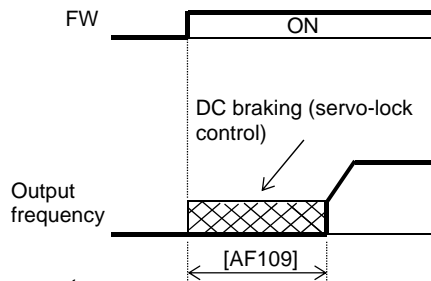 FW
ON
DC braking (servo-lock
control)
Output
frequency
[AF109]